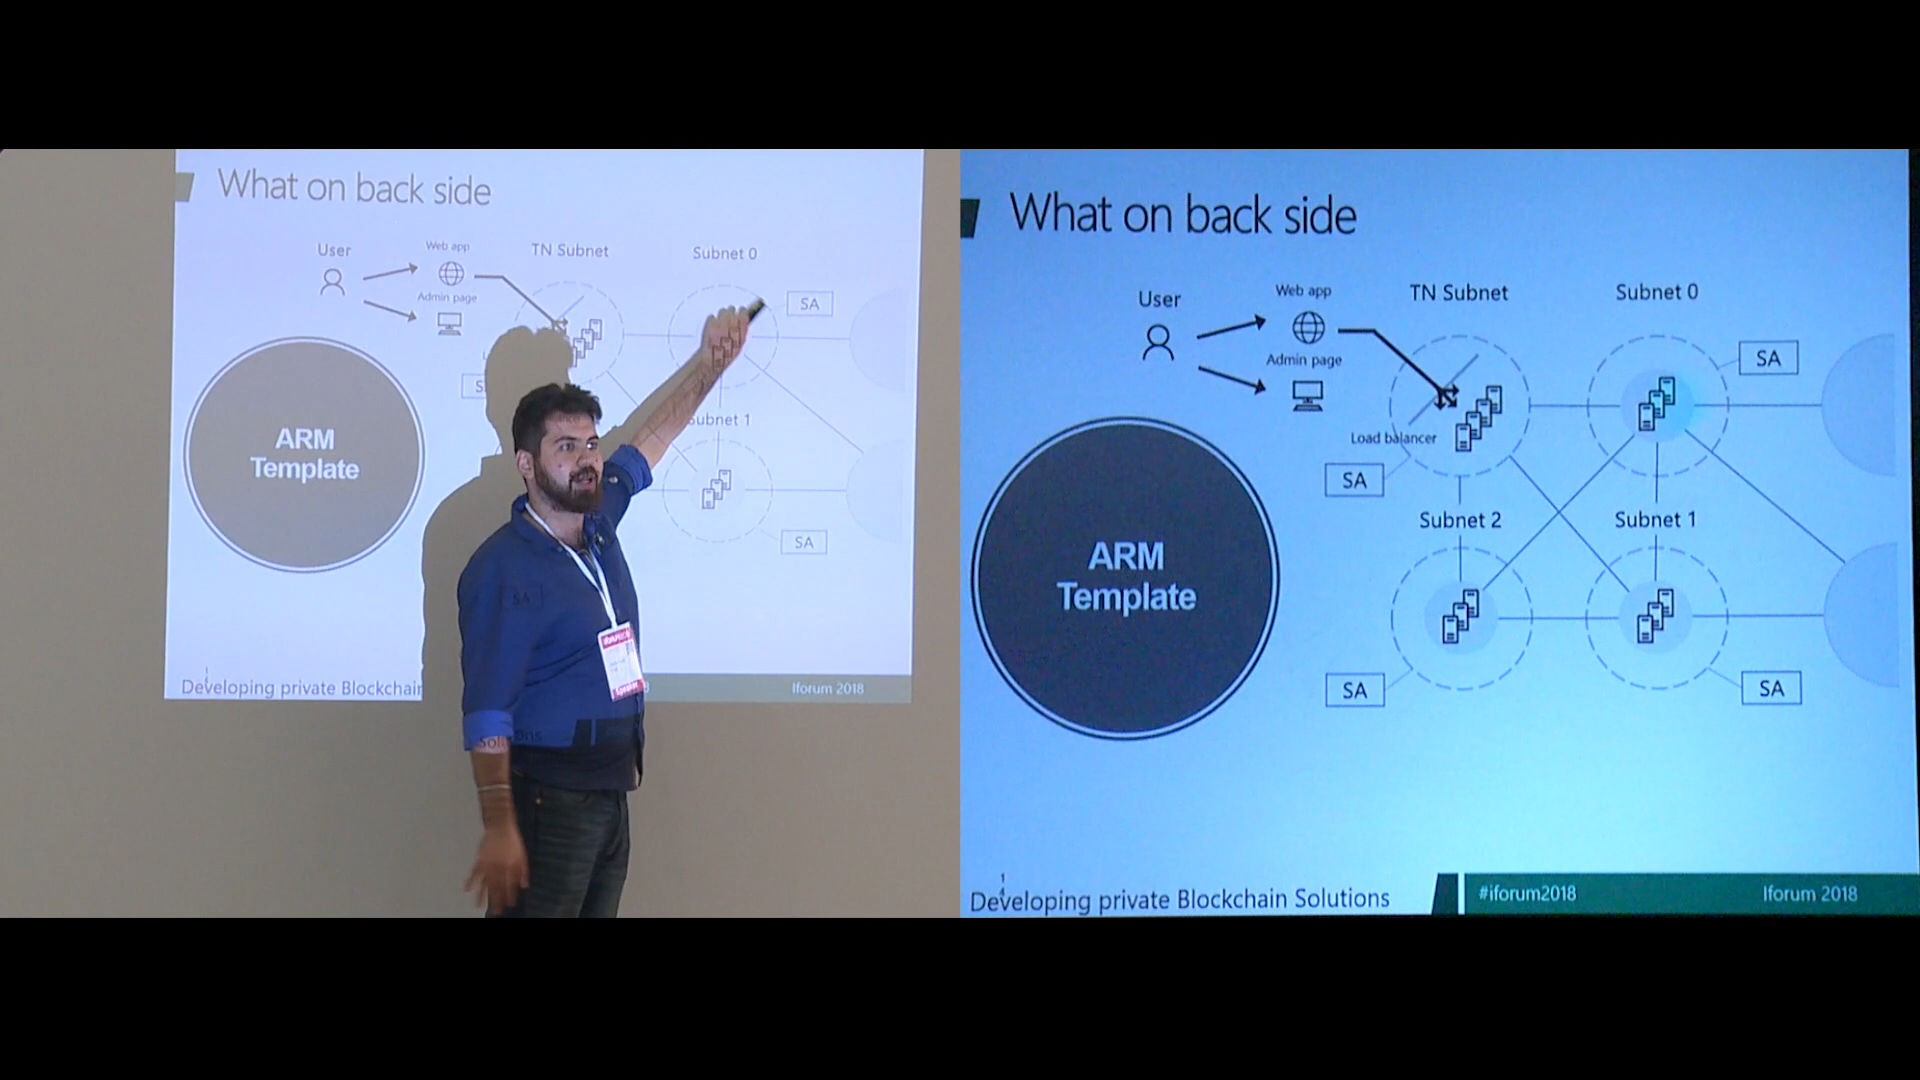 What on back side
User
Web app
Admin page
TN Subnet
Subnet 0
SA
Subnet 1
SA
ARM
Template
Developing private Blockchain
Iforum 2018
What on back side
User
Web app
Admin page
TN Subnet
Subnet 0
SA
Load balancer
SA
Subnet 2
Subnet 1
ARM
Template
SA
SA
Developing private Blockchain Solutions
#iforum2018
Iforum 2018